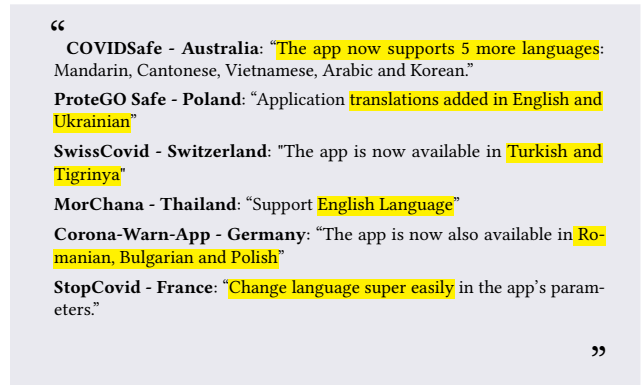 “
COVIDSafe - Australia: “The app now supports 5 more languages:
Mandarin, Cantonese, Vietnamese, Arabic and Korean.”
ProteGO Safe - Poland: “Application translations added in English and
Ukrainian”
SwissCovid - Switzerland: "The app is now available in Turkish and
Tigrinya"
MorChana - Thailand: “Support English Language”
Corona-Warn-App - Germany: “The app is now also available in Ro-
manian, Bulgarian and Polish”
StopCovid - France: “Change language super easily in the app’s param-
eters.”
”